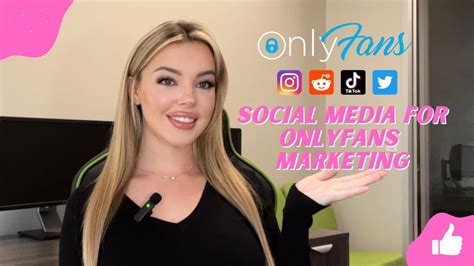 OnlyFans
TikTok
SOCIAL MEDIA FOR
ONLYFANS
MARKETING